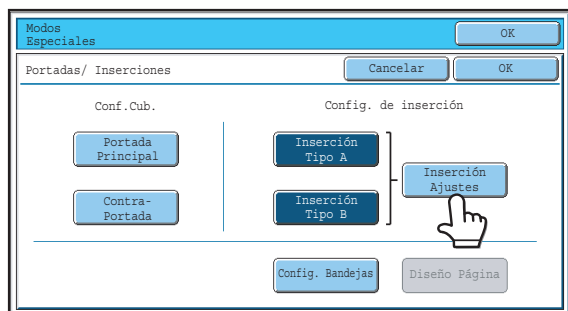 Modos
Especiales
OK
Portadas/ Inserciones
Cancelar
OK
Conf.Cub.
Config. de inserción
Portada
Principal
Inserción
Tipo A
Inserción
Ajustes
Contra-
Portada
Inserción
Tipo B
Config. Bandejas
Diseño Página